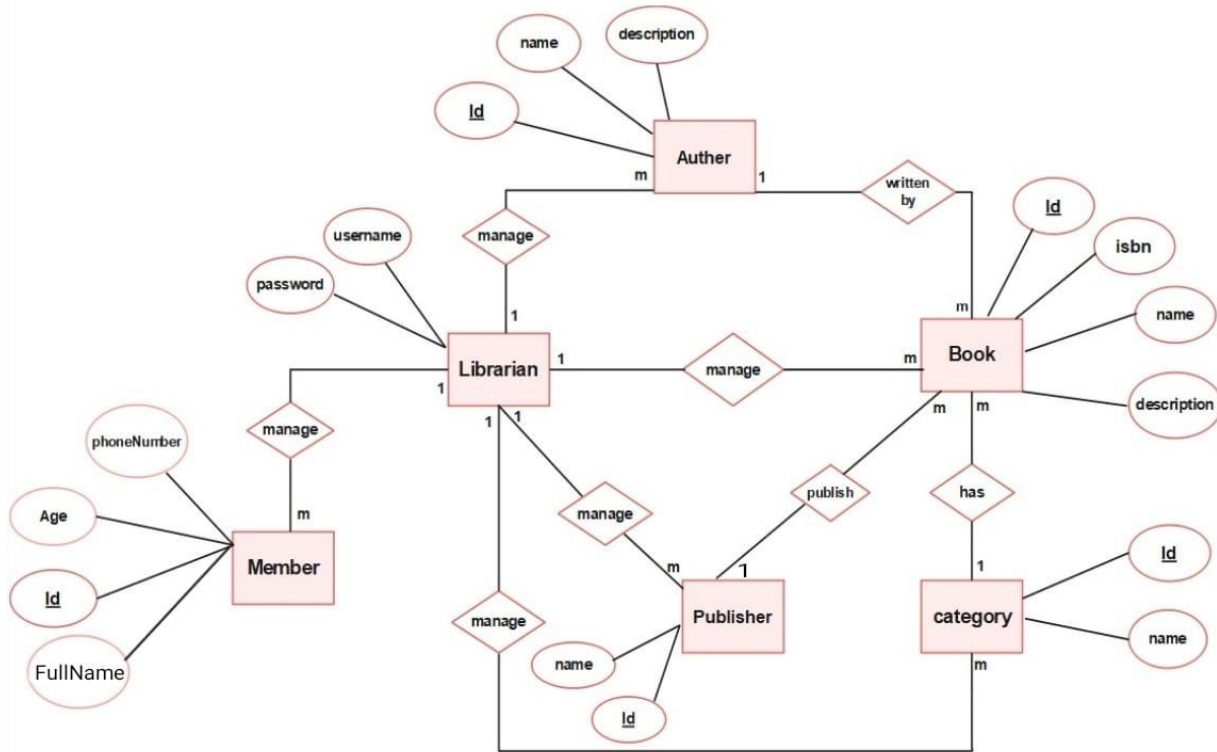 description
name
Id
Auther
m
1
written
by
Id
username
manage
isbn
password
name
1
m
Librarian
1
manage
m
Book
1
1
1
m
m
description
manage
phoneNumber
publish
has
Age
manage
m
Id
Member
m
1
1
Id
manage
Publisher
category
FullName
name
name
m
Id